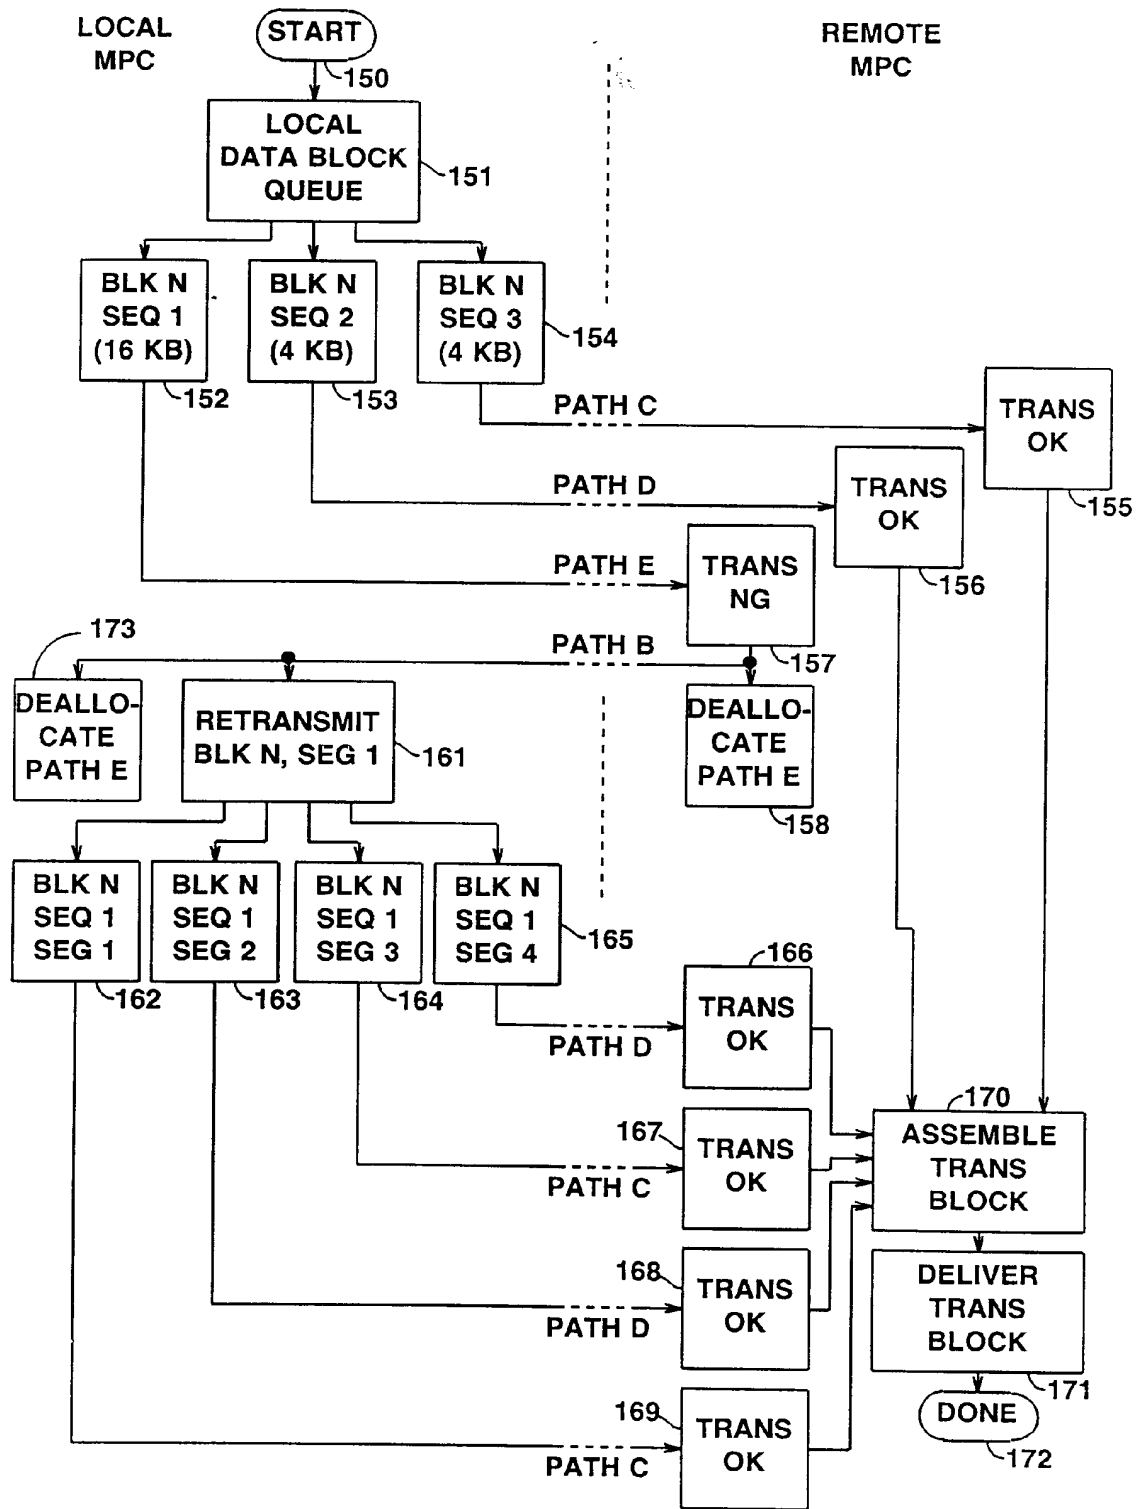 LOCAL
MPC
START
150
REMOTE
MPC
LOCAL
DATA BLOCK
QUEUE
151
BLK N
SEQ 1
(16 KB)
152
BLK N
SEQ 2
(4 KB)
153
BLK N
SEQ 3
(4 KB)
154
PATH C
TRANS
OK
155
PATH D
TRANS
OK
156
PATH E
TRANS
NG
157
PATH B
173
DEALLO-
CATE
PATH E
RETRANSMIT
BLK N, SEG 1
161
DEALLO-
CATE
PATH E
158
BLK N
SEQ 1
SEG 1
162
BLK N
SEQ 1
SEG 2
163
BLK N
SEQ 1
SEG 3
164
BLK N
SEQ 1
SEG 4
165
PATH D
166
TRANS
OK
PATH C
167
TRANS
OK
PATH D
168
TRANS
OK
PATH C
169
TRANS
OK
170
ASSEMBLE
TRANS
BLOCK
DELIVER
TRANS
BLOCK
171
DONE
172